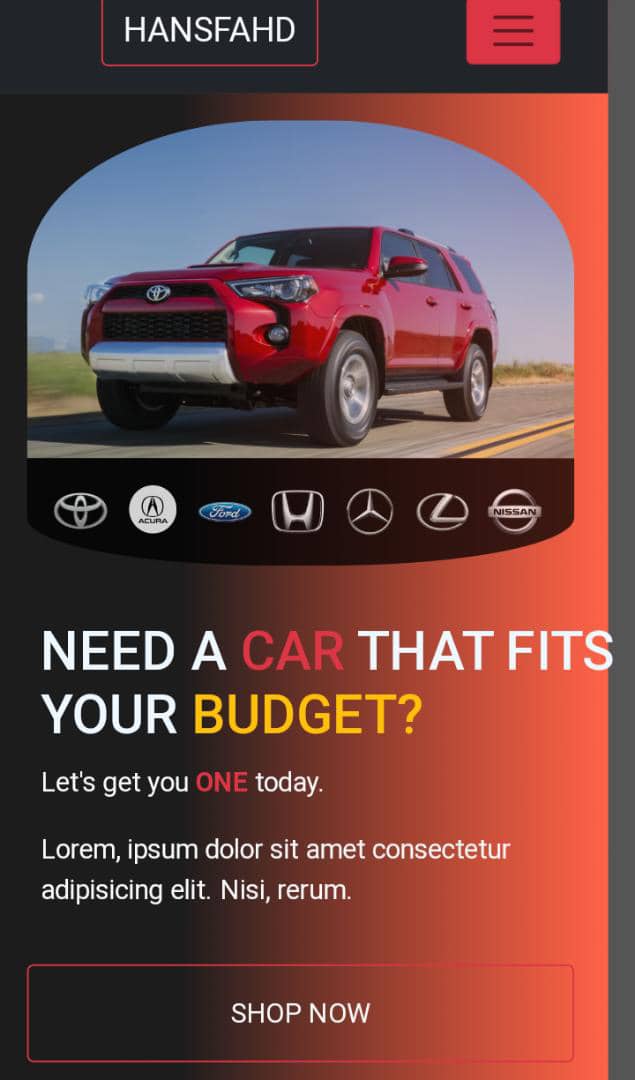 HANSFAHD
ACURA
Ford
NISSAN
NEED A CAR THAT FITS
YOUR BUDGET?
Let's get you ONE today.
Lorem, ipsum dolor sit amet consectetur
adipisicing elit. Nisi, rerum.
SHOP NOW